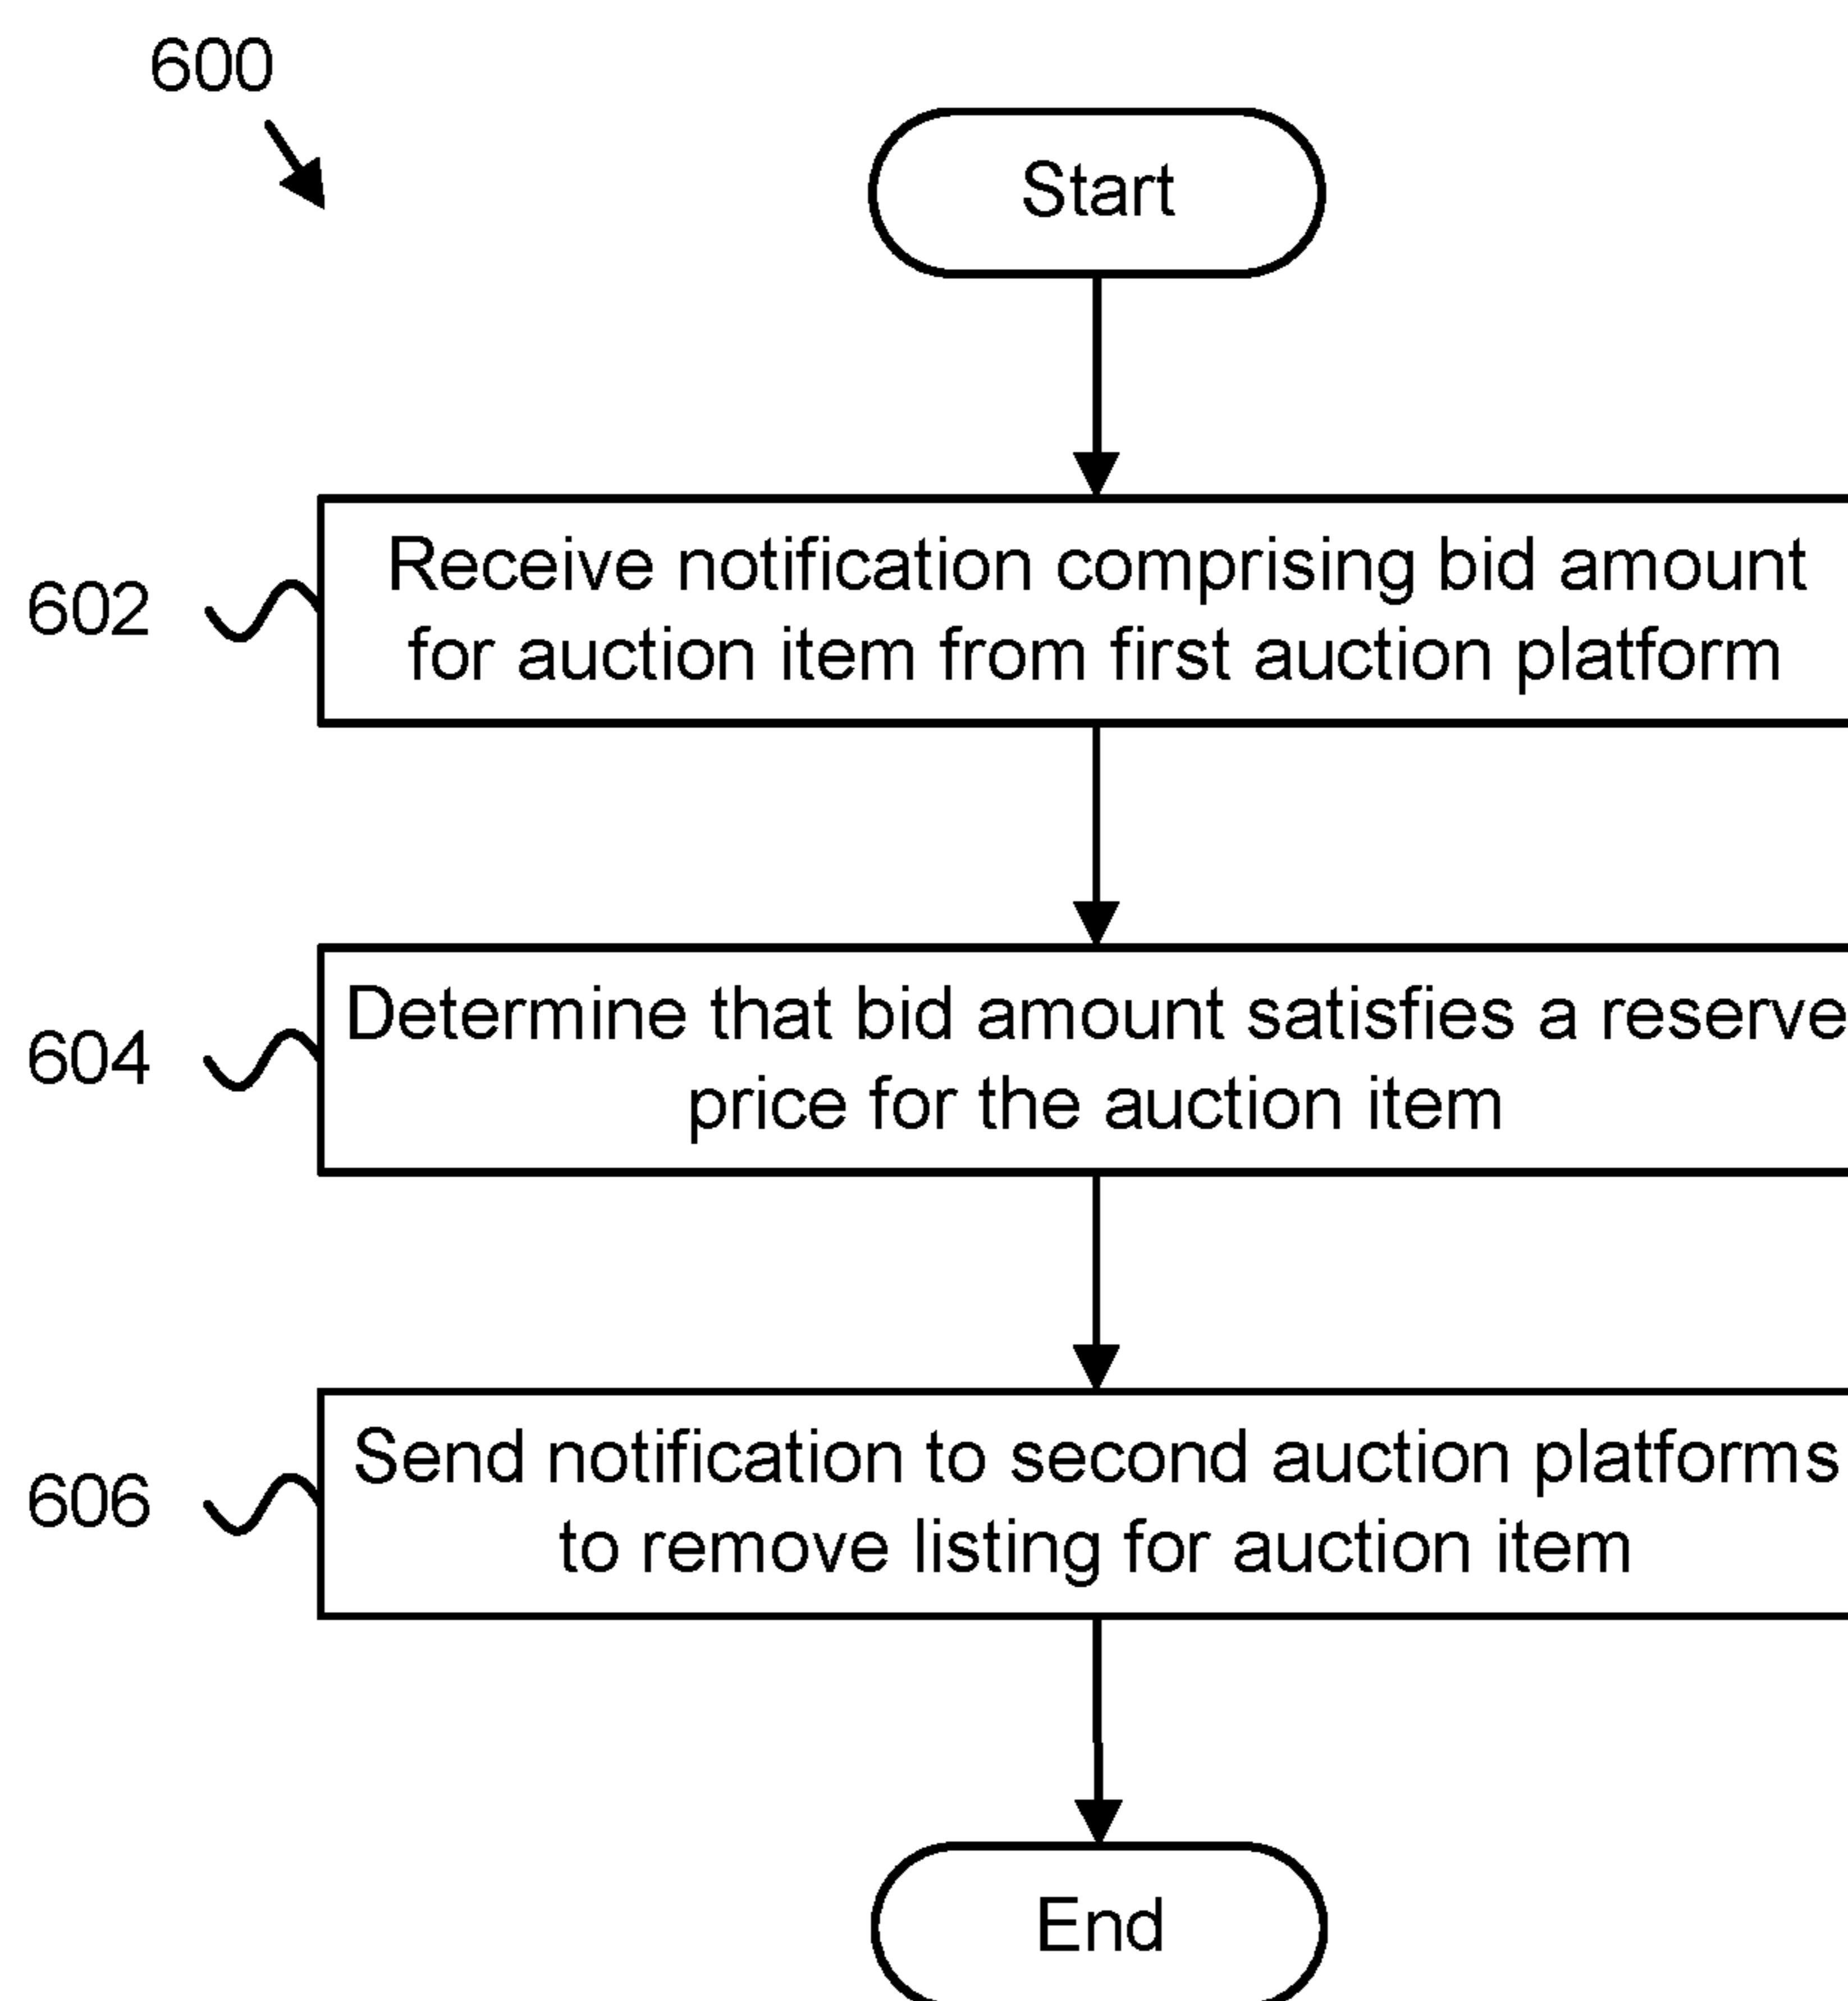 600
Start
602
Receive notification comprising bid amount
for auction item from first auction platform
604
Determine that bid amount satisfies a reserve
price for the auction item
606
Send notification to second auction platforms
to remove listing for auction item
End